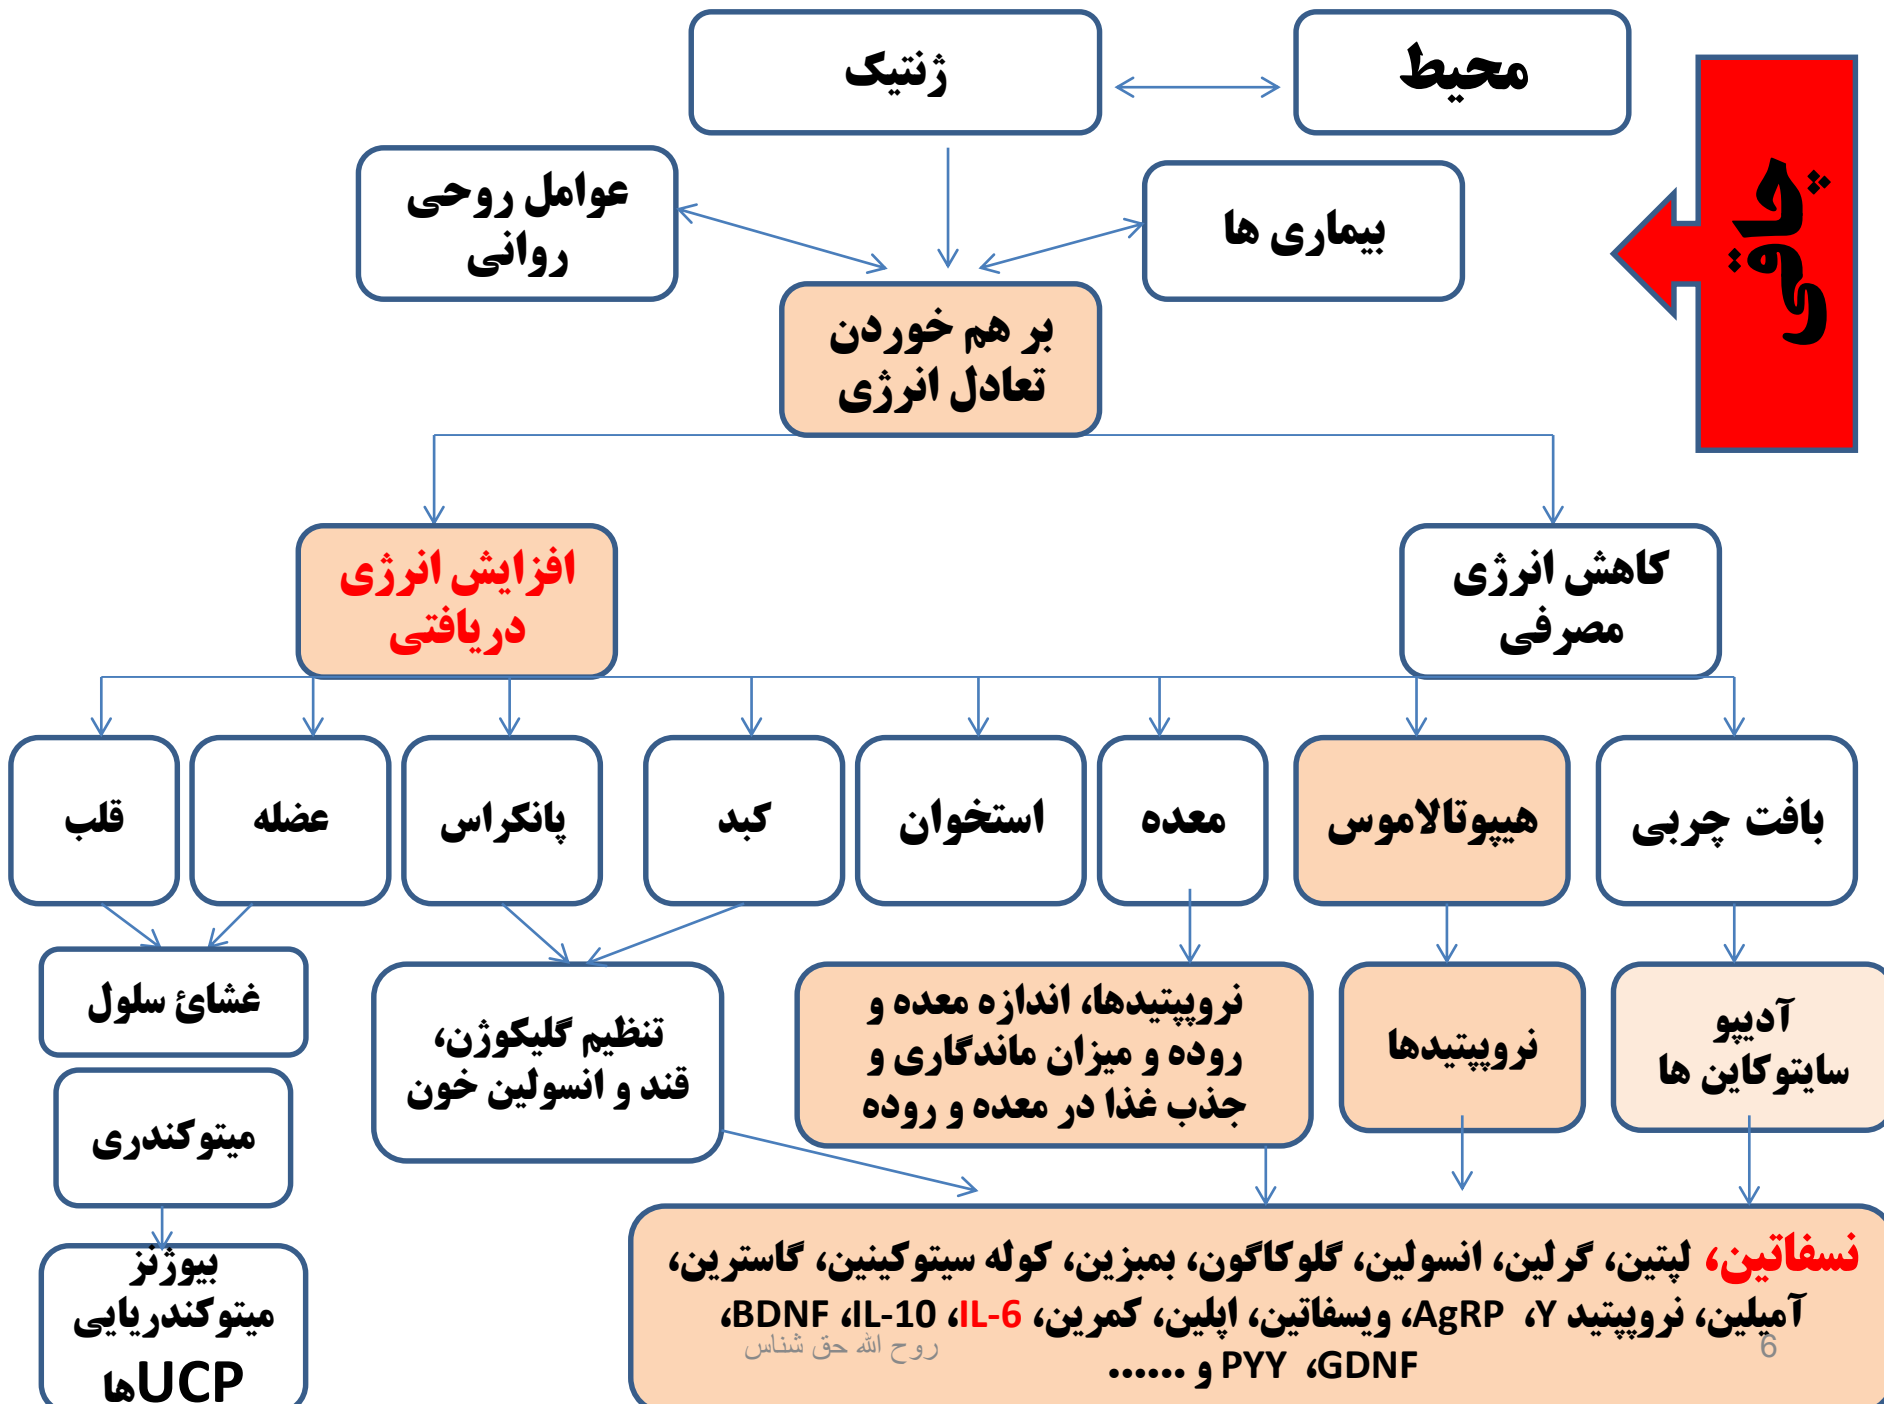 محیط
ژنتیک
چاقی
بیماری ها
عوامل روحی
روانی
بر هم خوردن
تعادل انرژی
کاهش انرژی
مصرفی
افزایش انرژی
دریافتی
بافت چربی
هیپوتالاموس
معده
استخوان
کبد
پانکراس
عضله
قلب
آدیپو
سایتوکاین ها
نروپپتیدها
نروپپتیدها، اندازه معده و
روده و میزان ماندگاری و
جذب غذا در معده و روده
تنظیم گلیکوژن،
قند و انسولین خون
غشائ سلول
میتوکندری
بیوژنز
میتوکندریایی
UCPها
نسفاتین، لپتین، گرلین، انسولین، گلوکاگون، بمبزین، کوله سیتوکینین، گاسترین،
آمیلین، نروپپتید Y، AgRP، ویسفاتین، اپلین، کمرین، IL-6، IL-10، BDNF،
GDNF، PYY و ......
روح الله حق شناس
6